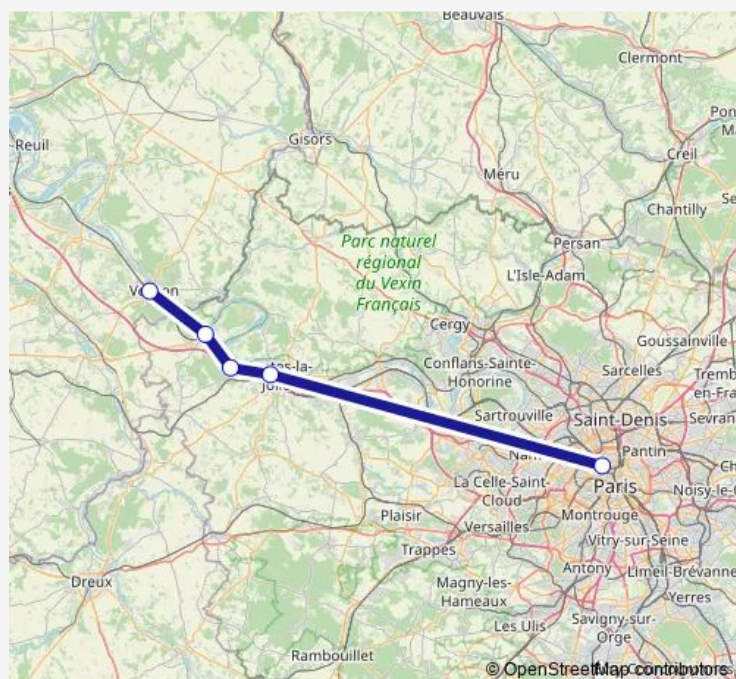 Beauvais
Clermont
Reuil
Gisors
Creil
Méru
Chantilly
Parc naturel
régional
du Vexin
Français
Persan
L'Isle-Adam
Cergy
Goussainville
Conflans-Sainte-
Honorine
Sarcelles
Sartrouville
Saint-Denis
Sevran
Pantin
La Celle-Saint-
Cloud
Paris
Noisy-le-
Plaisir
Montrouge
Versailles
Vitry-sur-Seine
Trappes
Antony
Limeil-Brévannes
Dreux
Magny-les-
Hameaux
Yerres
Les Ulis
Savigny-sur-
Orge
Rambouillet
© OpenStreetMap contributors